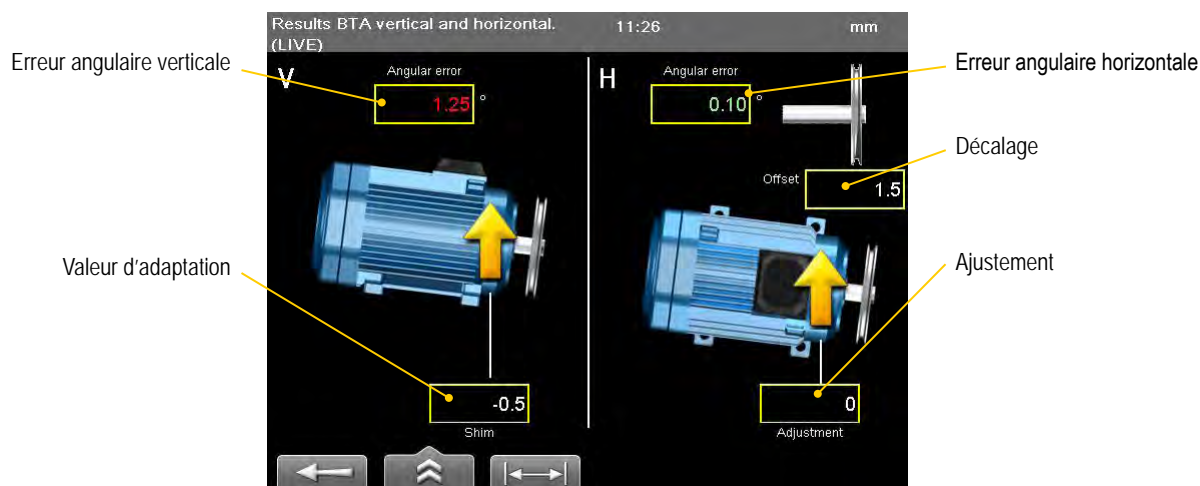 Results BTA vertical and horizontal.
(LIVE)
11:26
mm
Erreur angulaire verticale
V
Angular error
1.25 °
H
Angular error
0.10 °
Erreur angulaire horizontale
Décalage
Offset
1.5
Valeur d'adaptation
-0.5
Shim
Ajustement
0
Adjustment